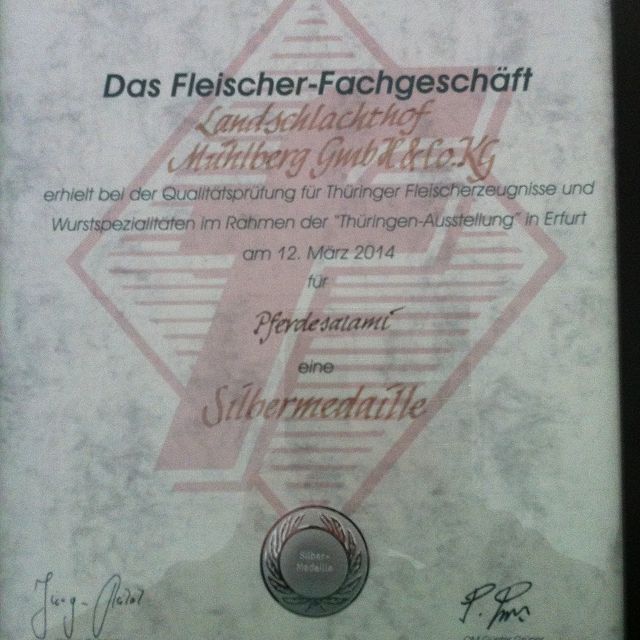 Das Fleischer-Fachgeschäft
Landschlachthof
Mühlberg GmbH & Co. KG
erhielt bei der Qualitätsprüfung für Thüringer Fleischerzeugnisse und
Wurstspezialitäten im Rahmen der "Thüringen-Ausstellung" in Erfurt
am 12. März 2014
für
Pferdesalami
eine
Silbermedaille
Silber-
Medaille